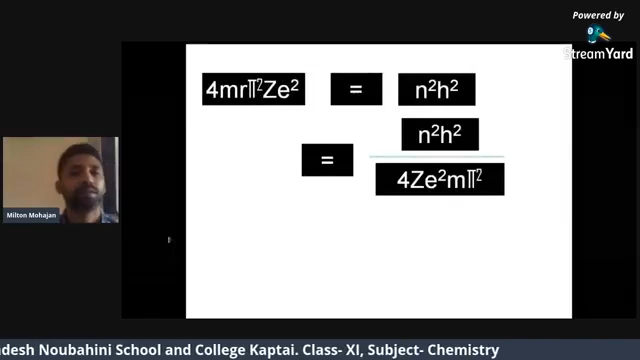 Powered by
StreamYard
4mrπ²Ze² = n²h²
= n²h²
4Ze²mπ²
Milton Mohajan
adesh Noubahini School and College Kaptai. Class- XI, Subject- Chemistry